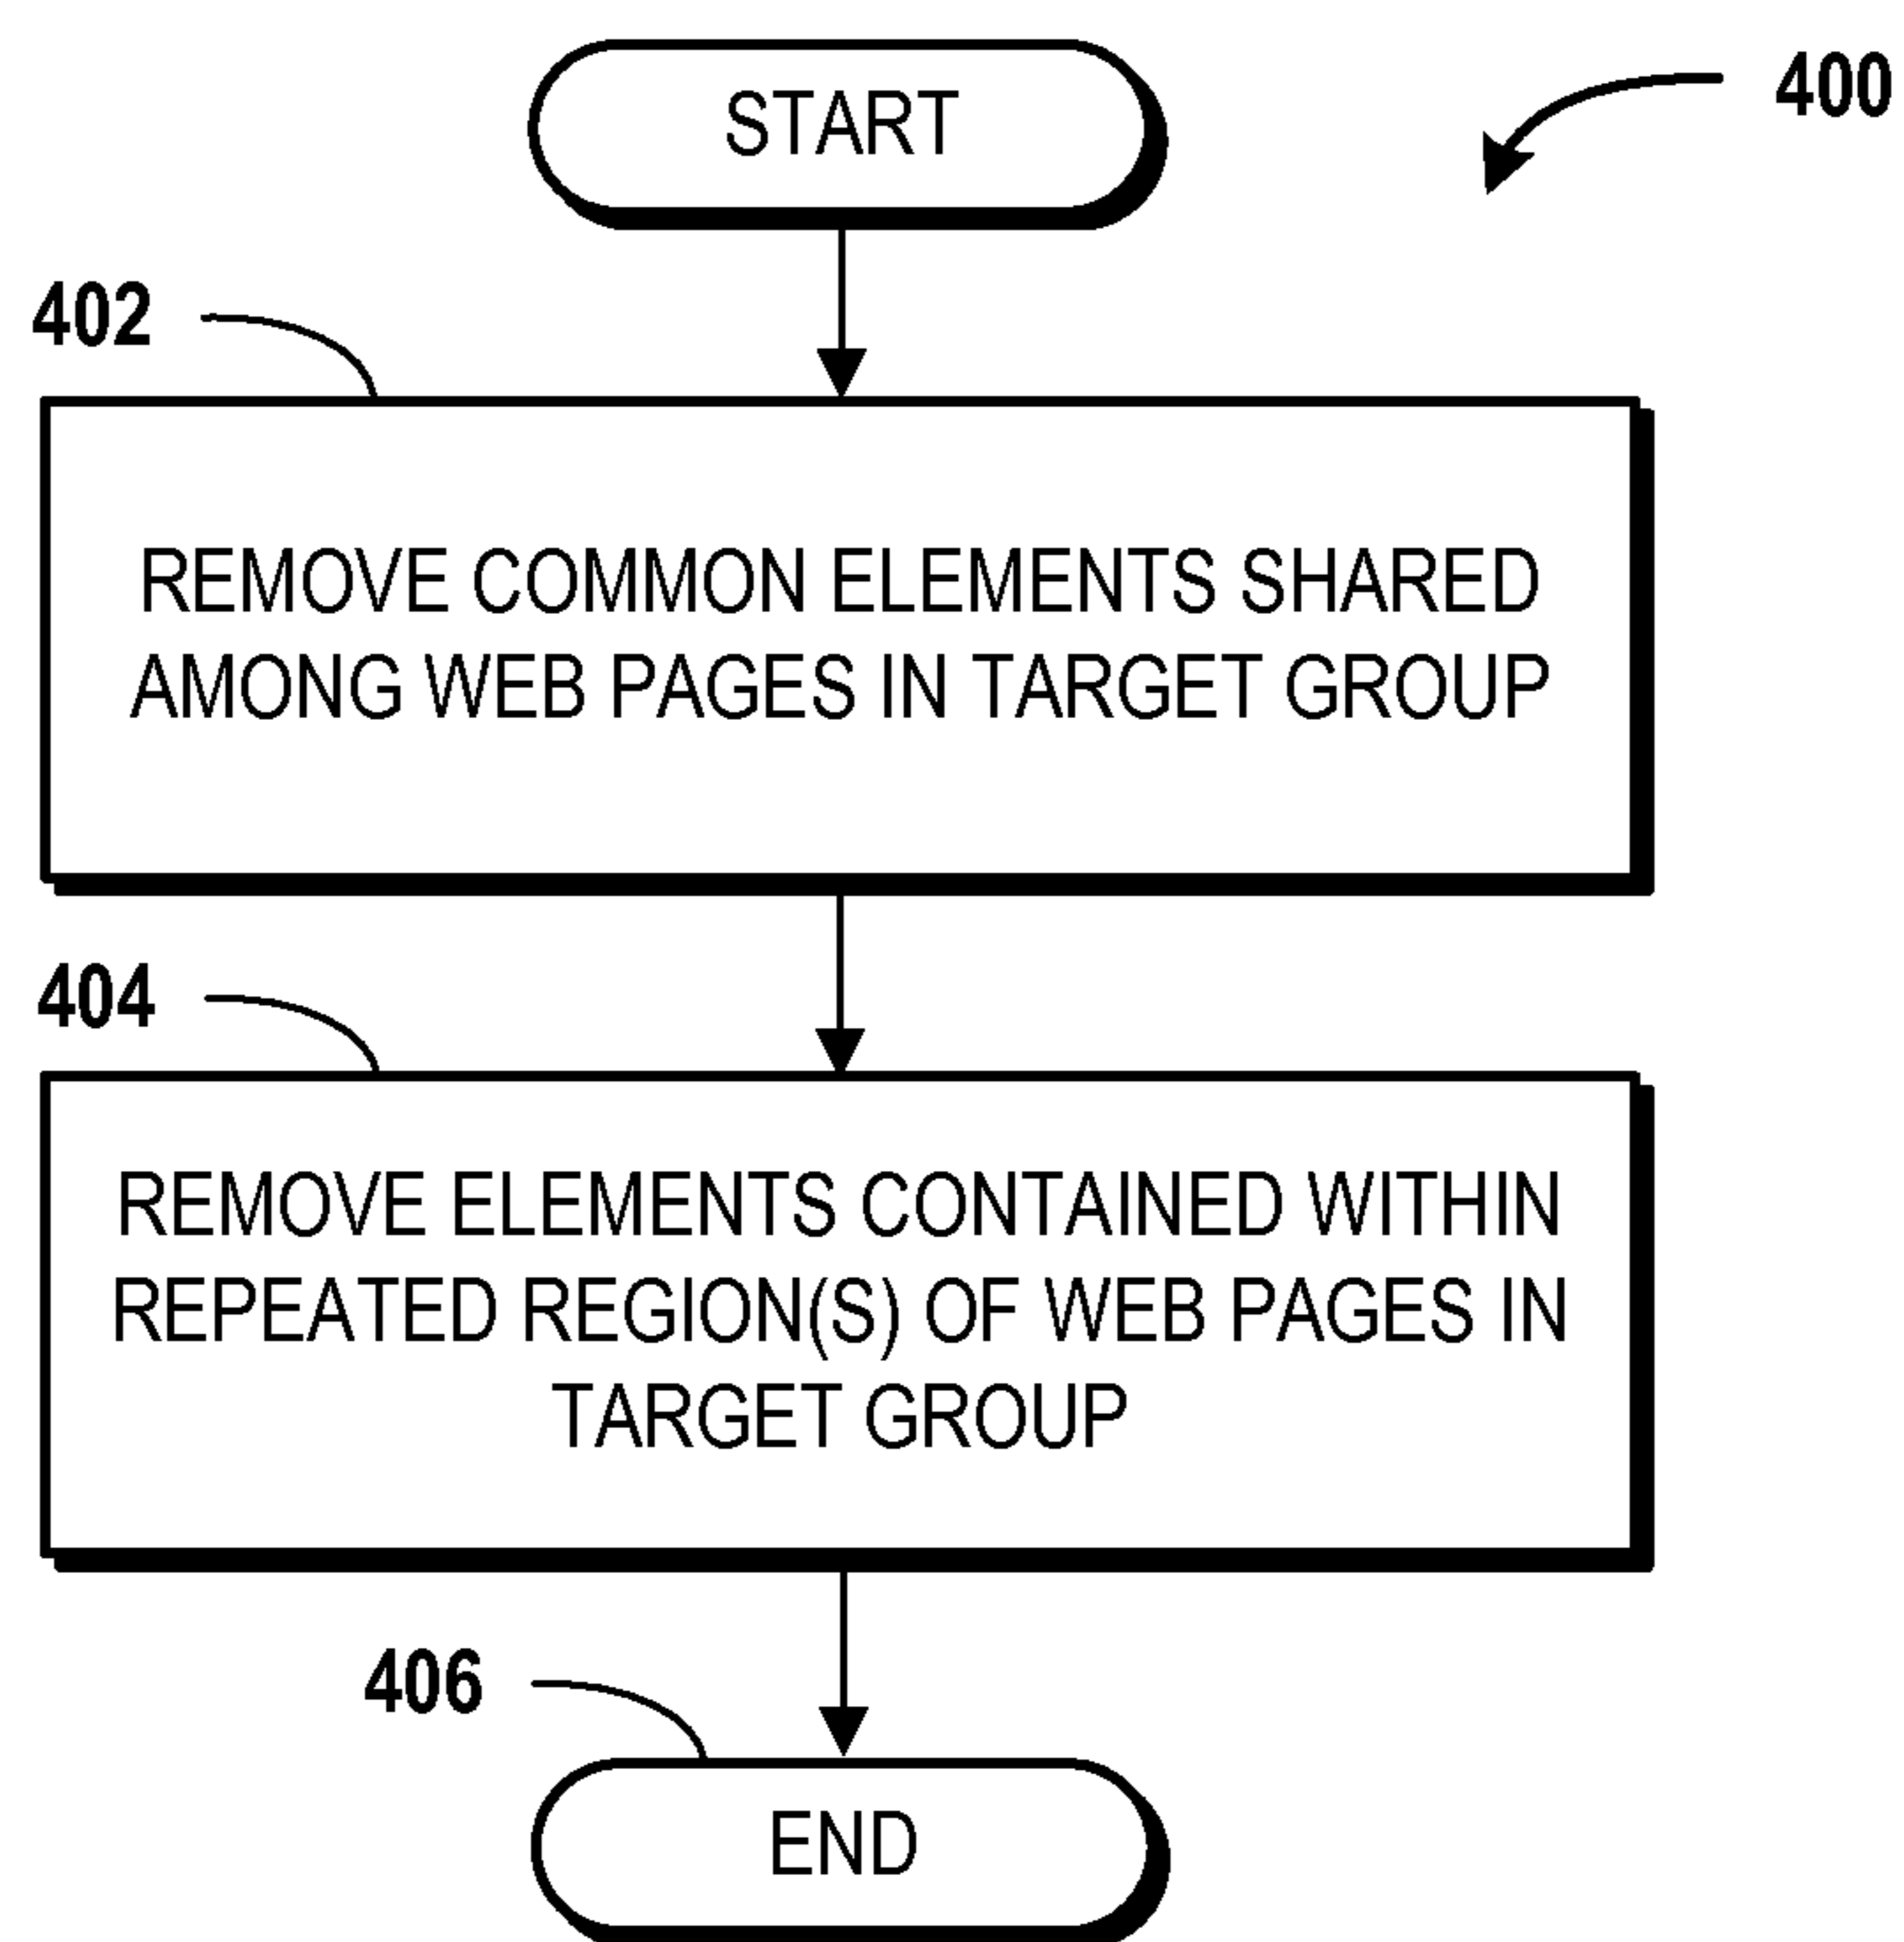 START
400
402
REMOVE COMMON ELEMENTS SHARED
AMONG WEB PAGES IN TARGET GROUP
404
REMOVE ELEMENTS CONTAINED WITHIN
REPEATED REGION(S) OF WEB PAGES IN
TARGET GROUP
406
END